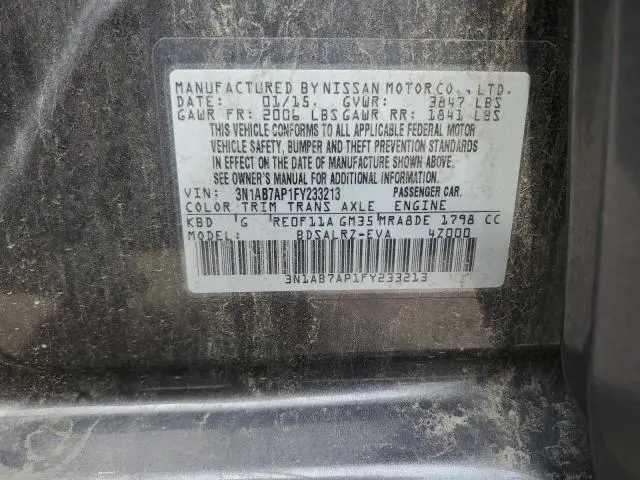 MANUFACTURED BY NISSAN MOTOR CO., LTD.
DATE: 01/15. GVWR: 3847 LBS
GAWR FR: 2006 LBS GAWR RR: 1841 LBS
THIS VEHICLE CONFORMS TO ALL APPLICABLE FEDERAL MOTOR
VEHICLE SAFETY, BUMPER AND THEFT PREVENTION STANDARDS
IN EFFECT ON THE DATE OF MANUFACTURE SHOWN ABOVE.
SEE OWNER'S MANUAL FOR ADDITIONAL INFORMATION
VIN: 3N1AB7AP1FY233213 PASSENGER CAR.
COLOR TRIM TRANS AXLE ENGINE
KBD G RE0F11A GM35 MRA8DE 1798 CC
MODEL: BDSALRZ-EVA 4Z000
3N1AB7AP1FY233213